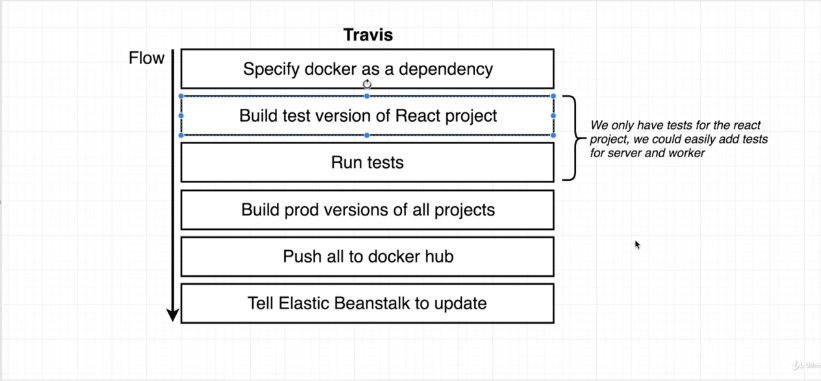 Travis
Flow
Specify docker as a dependency
Build test version of React project
We only have tests for the react
project, we could easily add tests
for server and worker
Run tests
Build prod versions of all projects
Push all to docker hub
Tell Elastic Beanstalk to update